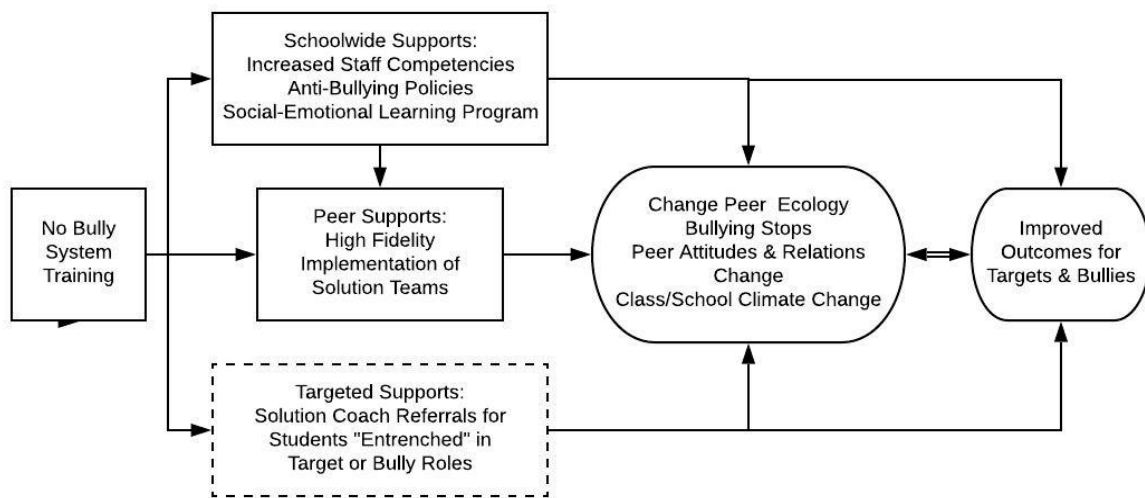 Schoolwide Supports:
Increased Staff Competencies
Anti-Bullying Policies
Social-Emotional Learning Program
No Bully
System
Training
Peer Supports:
High Fidelity
Implementation of
Solution Teams
Change Peer Ecology
Bullying Stops
Peer Attitudes & Relations
Change
Class/School Climate Change
Improved
Outcomes for
Targets & Bullies
Targeted Supports:
Solution Coach Referrals for
Students "Entrenched" in
Target or Bully Roles